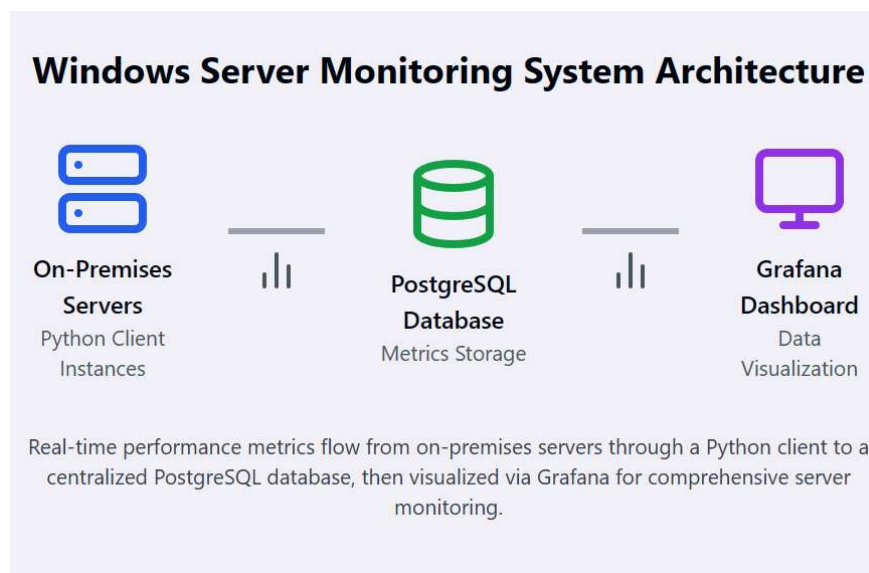 Windows Server Monitoring System Architecture
On-Premises
Servers
Python Client
Instances
PostgreSQL
Database
Metrics Storage
Grafana
Dashboard
Data
Visualization
Real-time performance metrics flow from on-premises servers through a Python client to a
centralized PostgreSQL database, then visualized via Grafana for comprehensive server
monitoring.